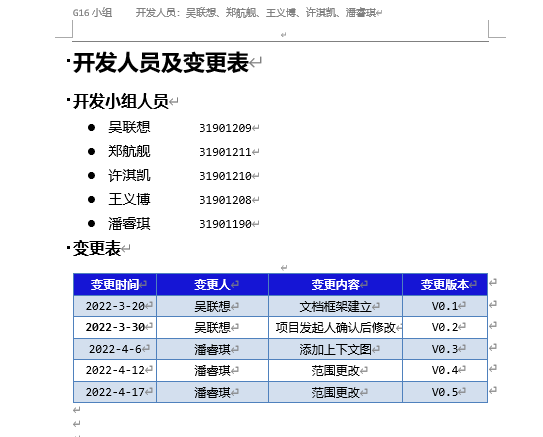 G16 小组 开发人员：吴联想、郑航舰、王义博、许淇凯、潘睿琪
开发人员及变更表
开发小组人员
吴联想 31901209
郑航舰 31901211
许淇凯 31901210
王义博 31901208
潘睿琪 31901190
变更表
变更时间 变更人 变更内容 变更版本
2022-3-20 吴联想 文档框架建立 V0.1
2022-3-30 吴联想 项目发起人确认后修改 V0.2
2022-4-6 潘睿琪 添加上下文图 V0.3
2022-4-12 潘睿琪 范围更改 V0.4
2022-4-17 潘睿琪 范围更改 V0.5